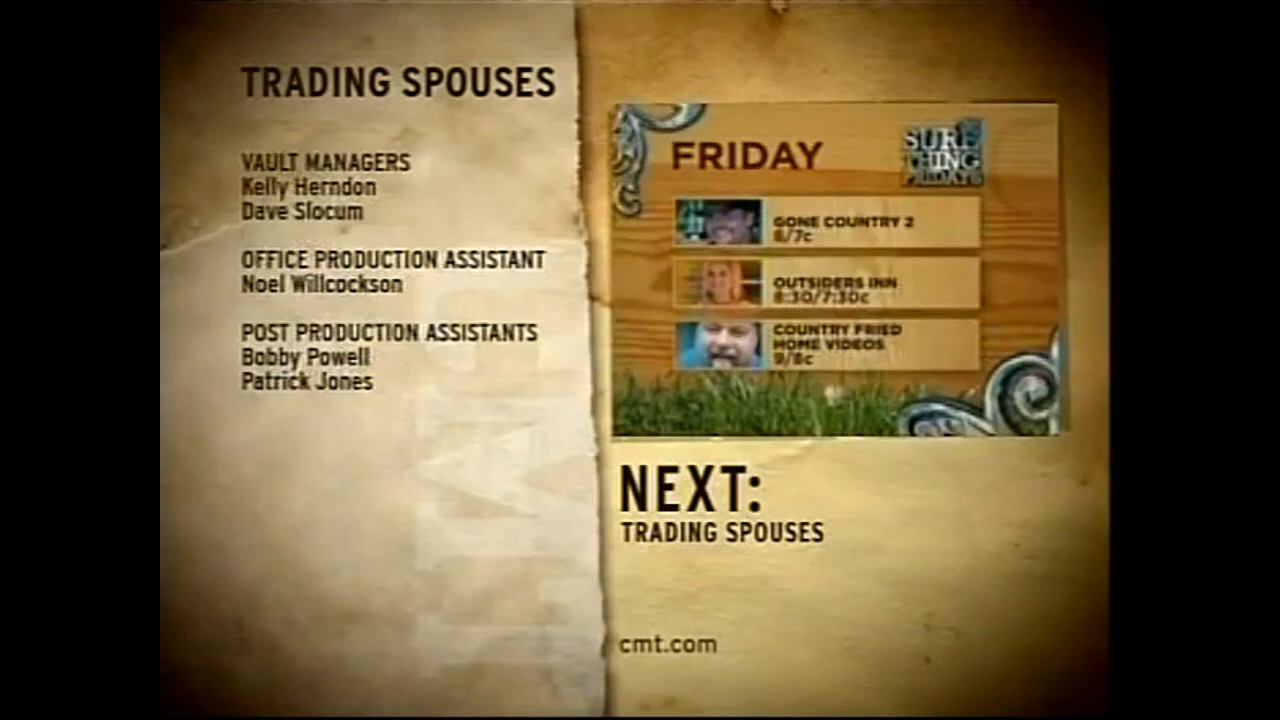 TRADING SPOUSES
VAULT MANAGERS
Kelly Herndon
Dave Slocum
OFFICE PRODUCTION ASSISTANT
Noel Willcockson
POST PRODUCTION ASSISTANTS
Bobby Powell
Patrick Jones
FRIDAY
SURE
THING
FRIDAYS
GONE COUNTRY 2
8/7c
OUTSIDERS INN
8:30/7:30c
COUNTRY FRIED
HOME VIDEOS
9/8c
NEXT:
TRADING SPOUSES
cmt.com